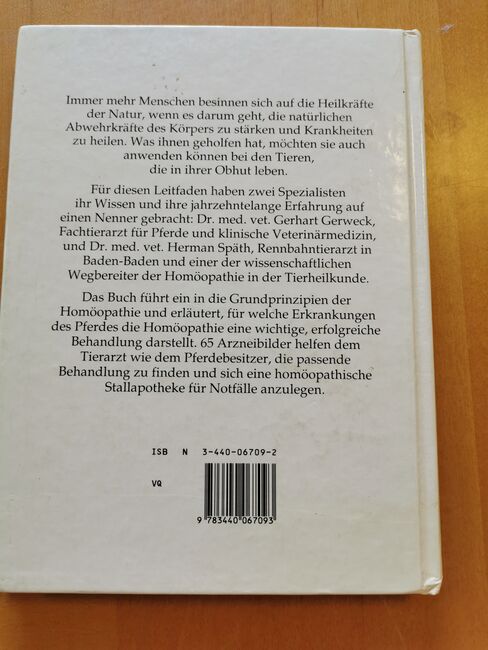 Immer mehr Menschen besinnen sich auf die Heilkräfte
der Natur, wenn es darum geht, die natürlichen
Abwehrkräfte des Körpers zu stärken und Krankheiten
zu heilen. Was ihnen geholfen hat, möchten sie auch
anwenden können bei den Tieren,
die in ihrer Obhut leben.
Für diesen Leitfaden haben zwei Spezialisten
ihr Wissen und ihre jahrzehntelange Erfahrung auf
einen Nenner gebracht: Dr. med. vet. Gerhart Gerweck,
Fachtierarzt für Pferde und klinische Veterinärmedizin,
und Dr. med. vet. Herman Späth, Rennbahntierarzt in
Baden-Baden und einer der wissenschaftlichen
Wegbereiter der Homöopathie in der Tierheilkunde.
Das Buch führt ein in die Grundprinzipien der
Homöopathie und erläutert, für welche Erkrankungen
des Pferdes die Homöopathie eine wichtige, erfolgreiche
Behandlung darstellt. 65 Arzneibilder helfen dem
Tierarzt wie dem Pferdebesitzer, die passende
Behandlung zu finden und sich eine homöopathische
Stallapotheke für Notfälle anzulegen.
ISB N 3-440-06709-2
VQ
9 783440 067093